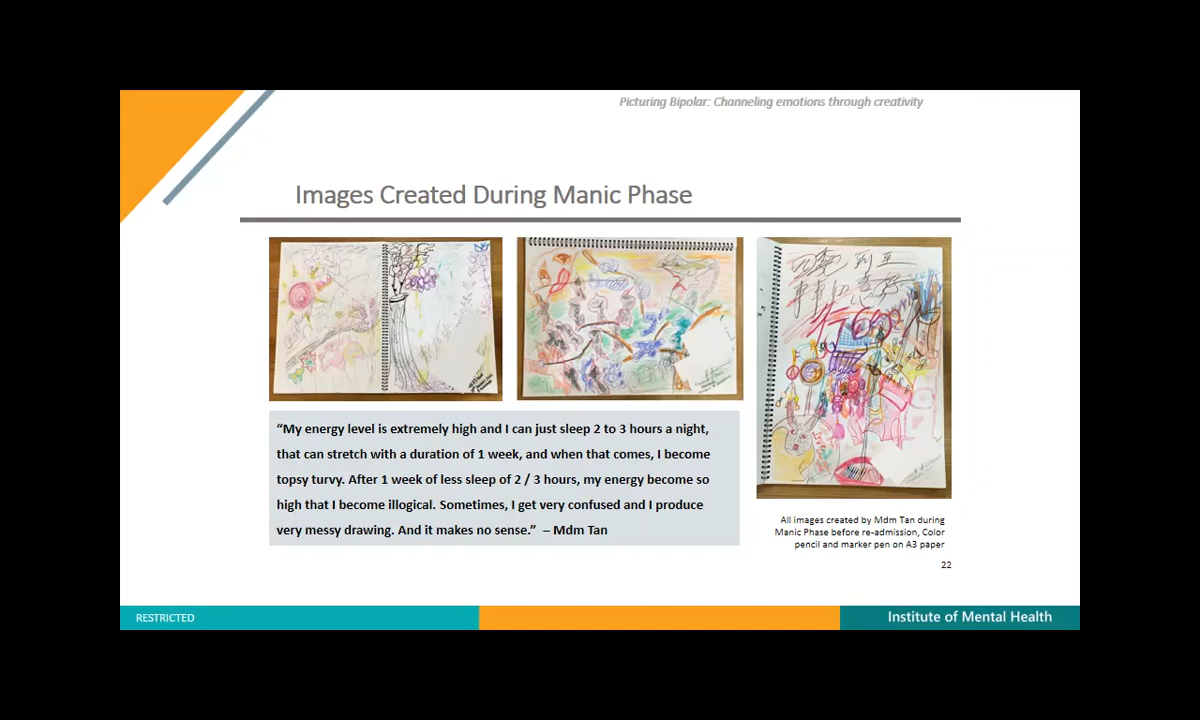 Picturing Bipolar: Channeling emotions through creativity
Images Created During Manic Phase
事事如意
“My energy level is extremely high and I can just sleep 2 to 3 hours a night,
that can stretch with a duration of 1 week, and when that comes, I become
topsy turvy. After 1 week of less sleep of 2 / 3 hours, my energy become so
high that I become illogical. Sometimes, I get very confused and I produce
very messy drawing. And it makes no sense.” – Mdm Tan
All images created by Mdm Tan during
Manic Phase before re-admission, Color
pencil and marker pen on A3 paper
22
RESTRICTED
Institute of Mental Health